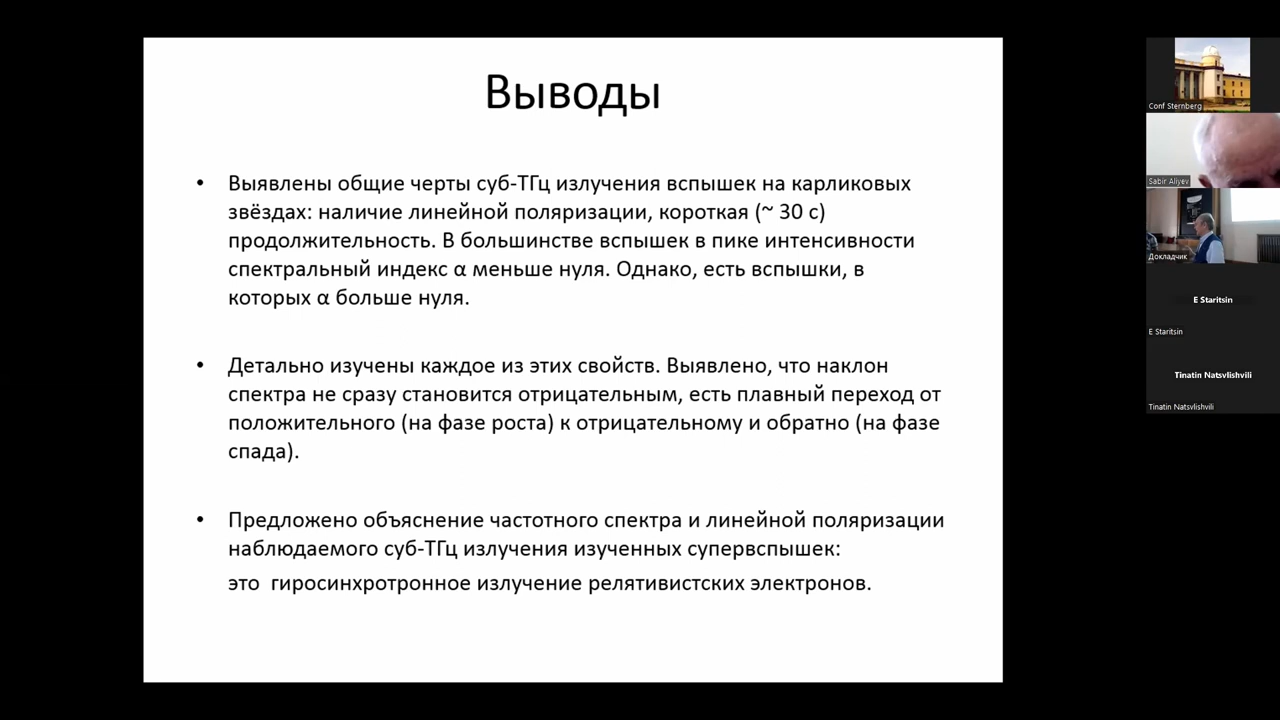 Выводы
• Выявлены общие черты суб-ТГц излучения вспышек на карликовых
звёздах: наличие линейной поляризации, короткая (~ 30 с)
продолжительность. В большинстве вспышек в пике интенсивности
спектральный индекс α меньше нуля. Однако, есть вспышки, в
которых α больше нуля.
• Детально изучены каждое из этих свойств. Выявлено, что наклон
спектра не сразу становится отрицательным, есть плавный переход от
положительного (на фазе роста) к отрицательному и обратно (на фазе
спада).
• Предложено объяснение частотного спектра и линейной поляризации
наблюдаемого суб-ТГц излучения изученных супервспышек:
это  гиросинхротронное излучение релятивистских электронов.
Conf Sternberg
Sabir Aliyev
Докладчик
E Staritsin
E Staritsin
Tinatin Natsvlishvili
Tinatin Natsvlishvili